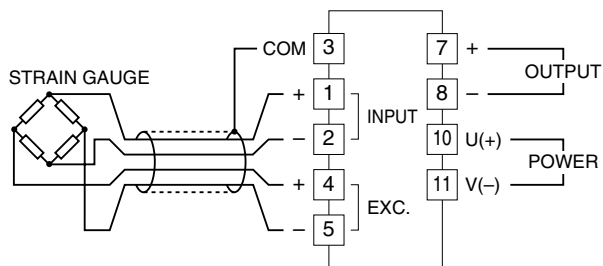 COM 3
STRAIN GAUGE
+ 1
INPUT
− 2
+ 4
EXC.
− 5
7 +
OUTPUT
8 −
10 U(+)
POWER
11 V(−)